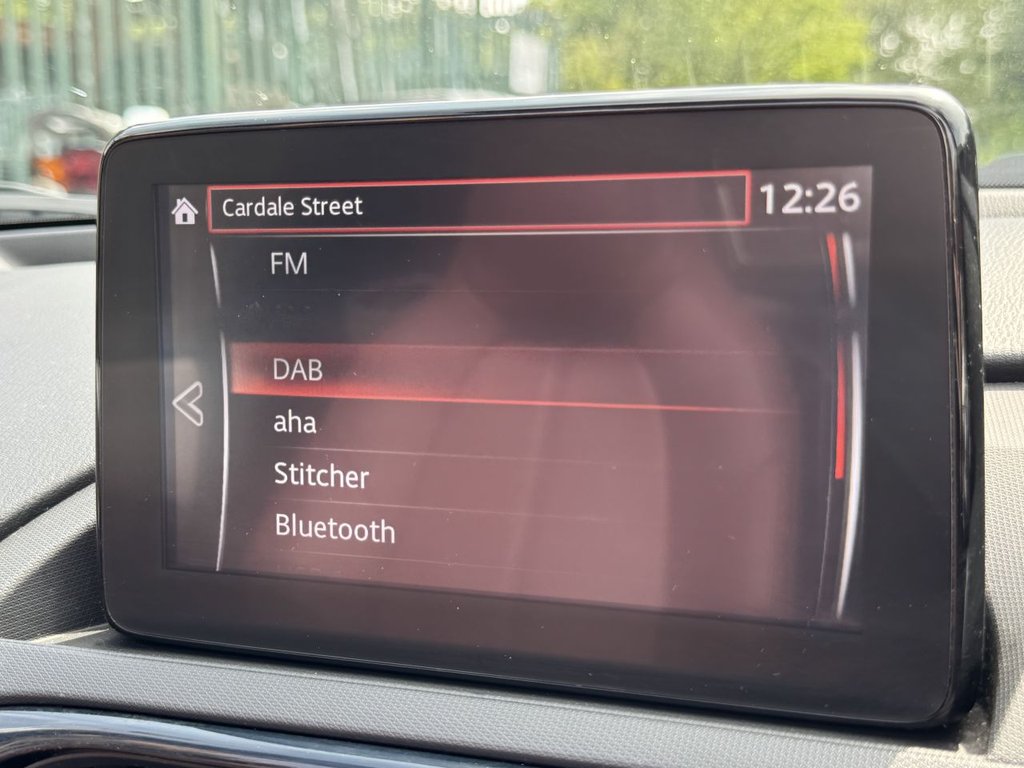 Cardale Street
12:26
FM
DAB
aha
Stitcher
Bluetooth